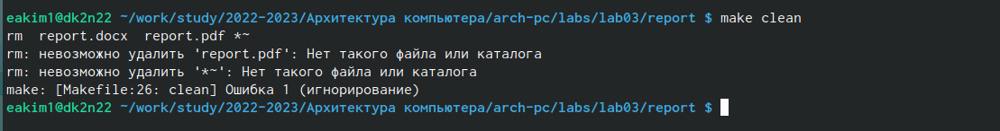 eakim1@dk2n22 ~/work/study/2022-2023/Архитектура компьютера/arch-pc/labs/lab03/report $ make clean
rm  report.docx  report.pdf *~
rm: невозможно удалить 'report.pdf': Нет такого файла или каталога
rm: невозможно удалить '*~': Нет такого файла или каталога
make: [Makefile:26: clean] Ошибка 1 (игнорирование)
eakim1@dk2n22 ~/work/study/2022-2023/Архитектура компьютера/arch-pc/labs/lab03/report $